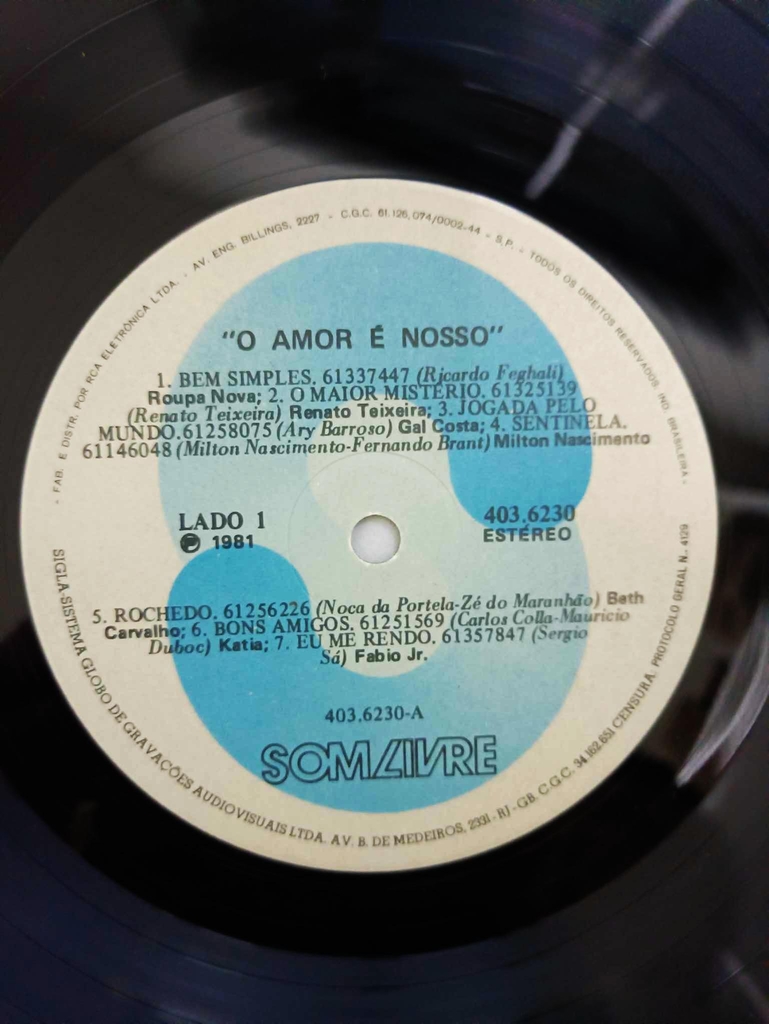 - FAB. E DISTR. POR RCA ELETRÔNICA LTDA. - AV. ENG. BILLINGS, 2227 - C.G.C. 61.126,074/0002-44 - S.P. - TODOS OS DIREITOS RESERVADOS. IND. BRASILEIRA -
"O AMOR É NOSSO"
1. BEM SIMPLES. 61337447 (Ricardo Feghali)
Roupa Nova; 2. O MAIOR MISTÉRIO. 61325139
(Renato Teixeira) Renato Teixeira; 3. JOGADA PELO
MUNDO.61258075 (Ary Barroso) Gal Costa; 4. SENTINELA.
61146048 (Milton Nascimento-Fernando Brant) Milton Nascimento
LADO 1
℗ 1981
403.6230
ESTÉREO
5. ROCHEDO. 61256226 (Noca da Portela-Zé do Maranhão) Beth
Carvalho; 6. BONS AMIGOS. 61251569 (Carlos Colla-Mauricio
Duboc) Katia; 7. EU ME RENDO. 61357847 (Sergio
Sá) Fabio Jr.
403.6230-A
SOM LIVRE
SIGLA-SISTEMA GLOBO DE GRAVAÇÕES AUDIOVISUAIS LTDA. AV. B. DE MEDEIROS, 2331 - RJ - GB. C.G.C. 34.162.651 CENSURA: PROTOCOLO GERAL N.. 4129